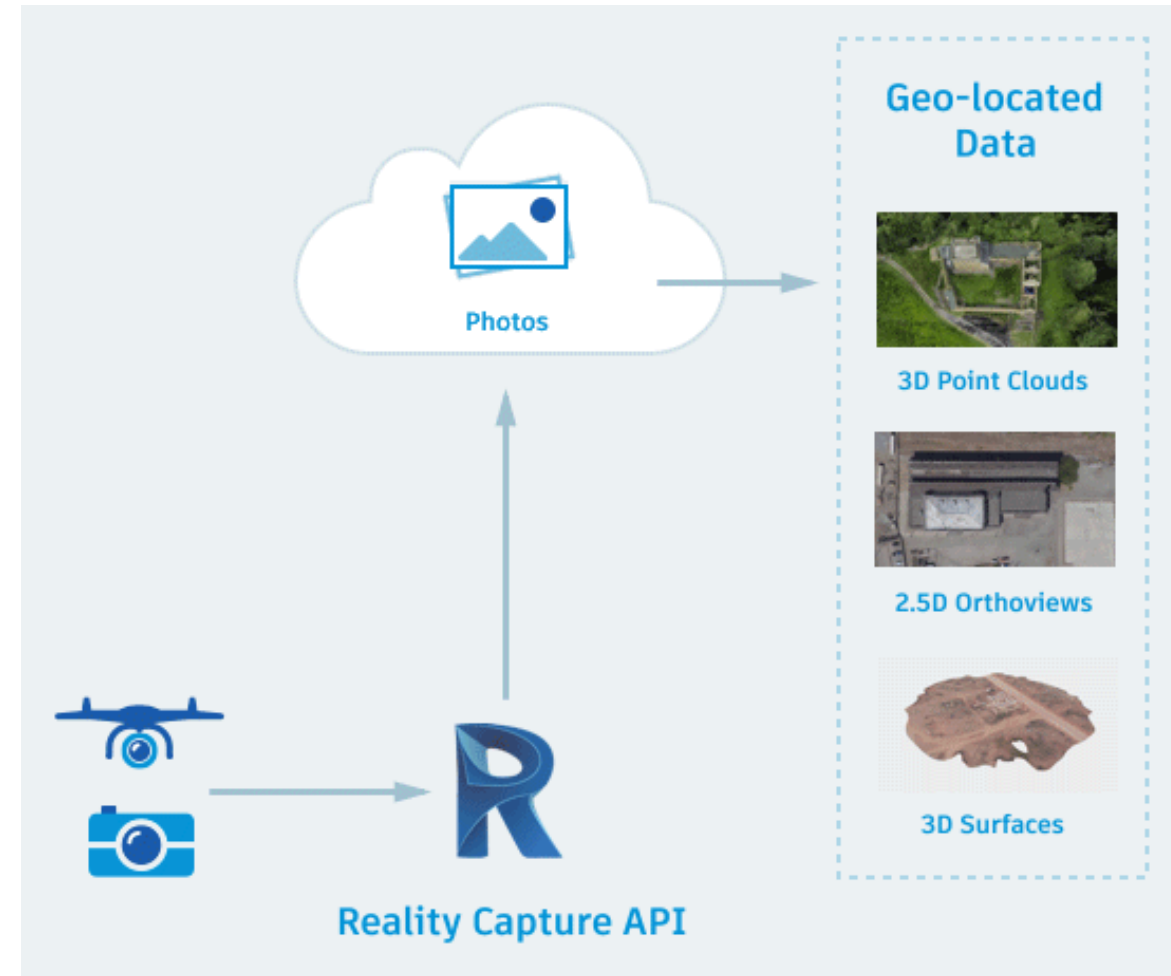 Geo-located
Data
Photos
3D Point Clouds
2.5D Orthoviews
3D Surfaces
R
Reality Capture API